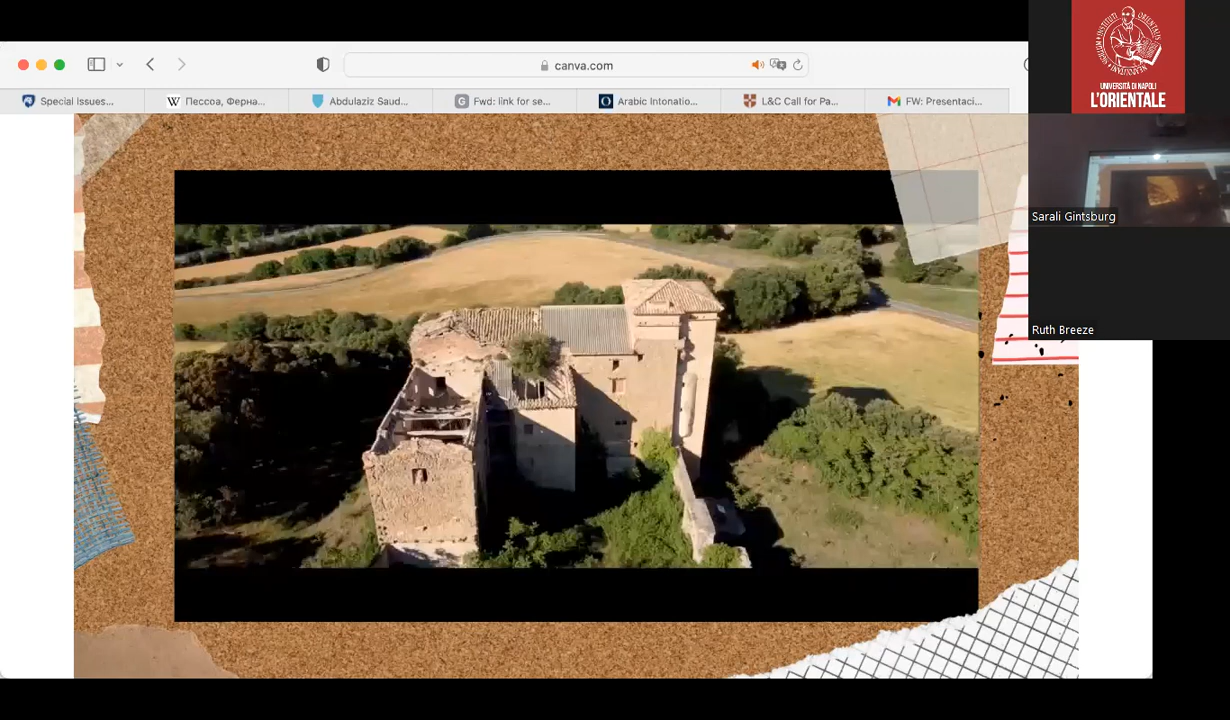 canva.com
Special Issues...
W Пессоа, Ферна...
Abdulaziz Saud...
G Fwd: link for se...
O Arabic Intonatio...
L&C Call for Pa...
M FW: Presentaci...
UNIVERSITÀ DI NAPOLI
L'ORIENTALE
Sarali Gintsburg
Ruth Breeze